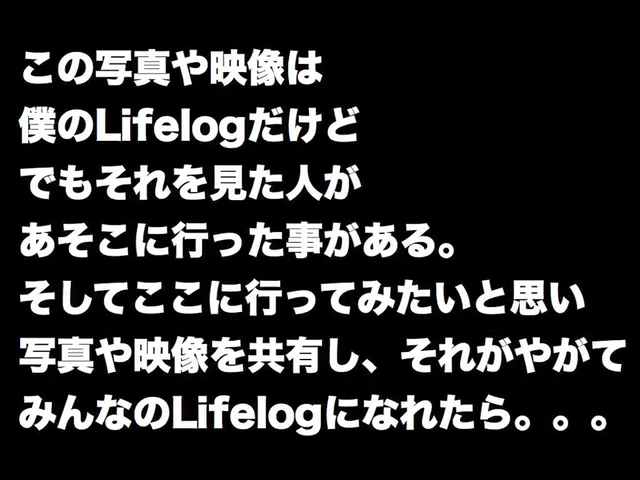 この写真や映像は
僕のLifelogだけど
でもそれを見た人が
あそこに行った事がある。
そしてここに行ってみたいと思い
写真や映像を共有し、それがやがて
みんなのLifelogになれたら。。。